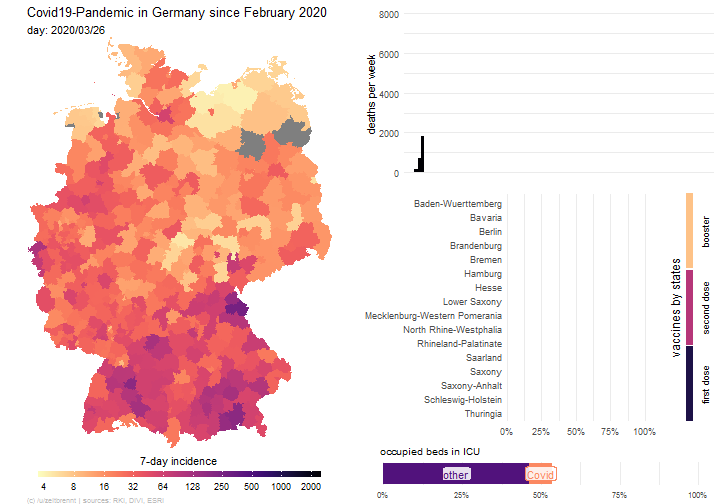 Covid19-Pandemic in Germany since February 2020
day: 2020/03/26
7-day incidence
4 8 16 32 64 125 250 500 1000 2000
(c) /u/zeitbrennt | sources: RKI, DIVI, ESRI
deaths per week
8000
6000
4000
2000
0
Baden-Wuerttemberg
Bavaria
Berlin
Brandenburg
Bremen
Hamburg
Hesse
Lower Saxony
Mecklenburg-Western Pomerania
North Rhine-Westphalia
Rhineland-Palatinate
Saarland
Saxony
Saxony-Anhalt
Schleswig-Holstein
Thuringia
0% 25% 50% 75% 100%
vaccines by states
booster
second dose
first dose
occupied beds in ICU
other Covid
0% 25% 50% 75% 100%